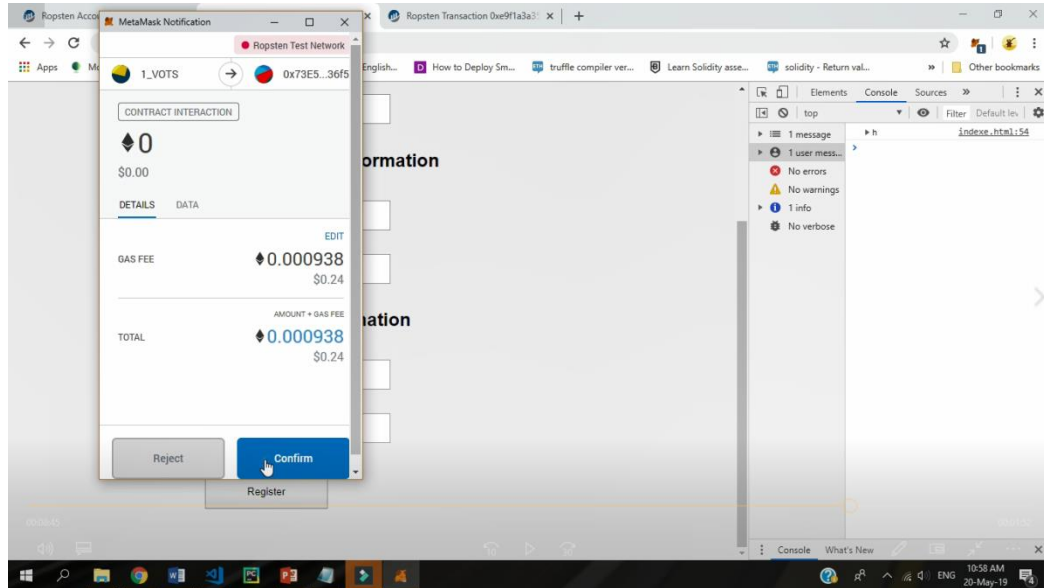 Ropsten Acco
MetaMask Notification
Ropsten Transaction 0xe9f1a3a3
Ropsten Test Network
1_VOTS
0x73E5...36f5
CONTRACT INTERACTION
0
$0.00
DETAILS DATA
EDIT
GAS FEE
0.000938
$0.24
AMOUNT + GAS FEE
TOTAL
0.000938
$0.24
Reject
Confirm
Register
Apps
English...
How to Deploy Sm...
truffle compiler ver...
Learn Solidity asse...
solidity - Return val...
»
Other bookmarks
ormation
nation
Elements Console Sources »
top
Filter Default lev
1 message
1 user mess...
No errors
No warnings
1 info
No verbose
h
indexe.html:54
Console What's New
ENG
10:58 AM
20-May-19